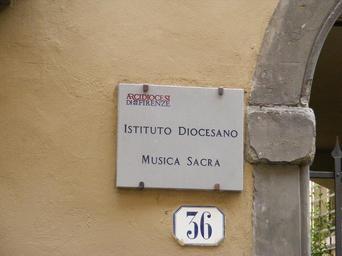 ARCIDIOCESI
DI FIRENZE
ISTITUTO DIOCESANO
MUSICA SACRA
36